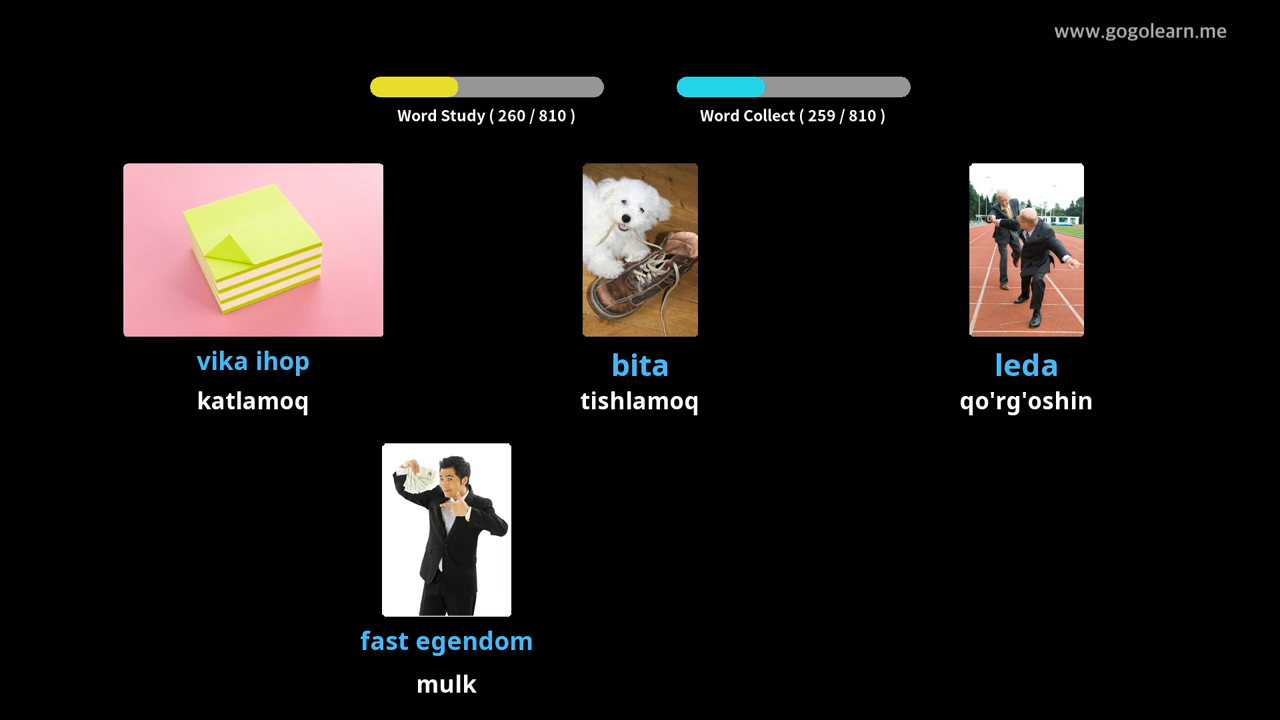 www.gogolearn.me
Word Study ( 260 / 810 )
Word Collect ( 259 / 810 )
vika ihop
katlamoq
bita
tishlamoq
leda
qo'rg'oshin
fast egendom
mulk